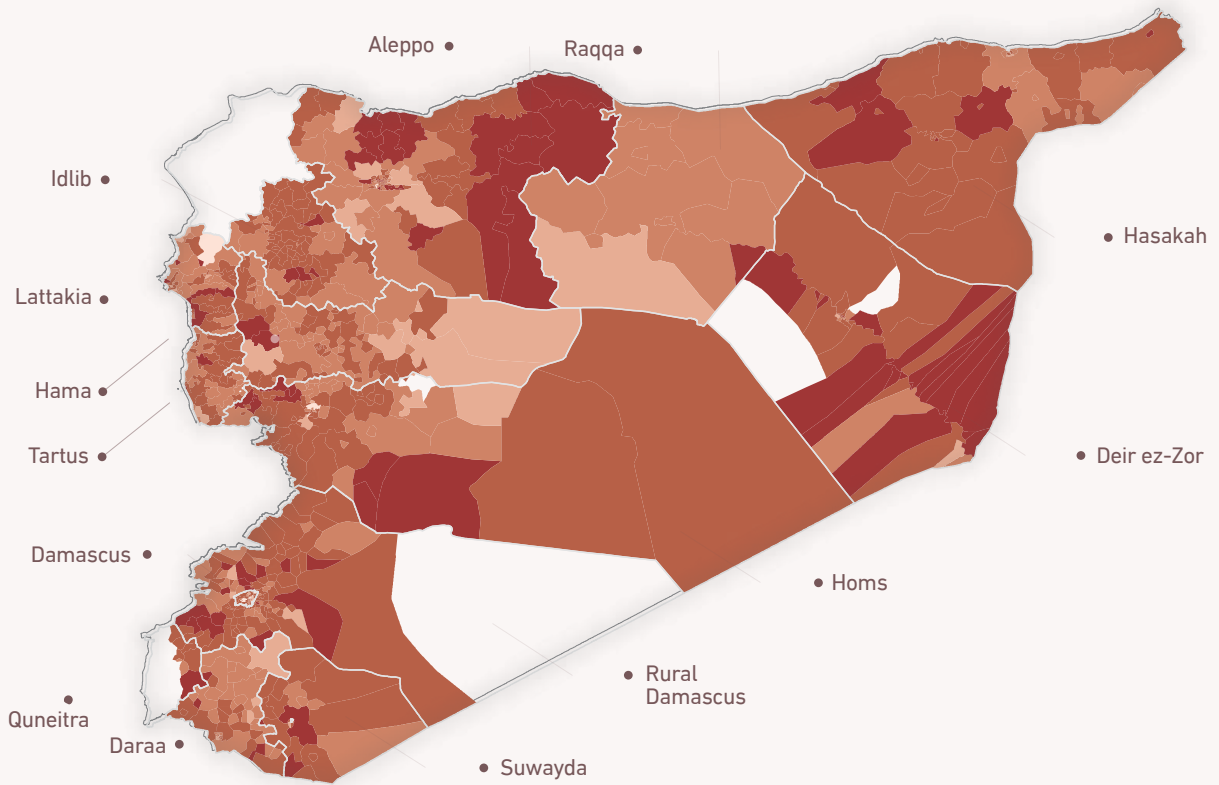 Aleppo
Raqqa
Idlib
Hasakah
Lattakia
Hama
Tartus
Deir ez-Zor
Damascus
Homs
Rural
Damascus
Quneitra
Daraa
Suwayda